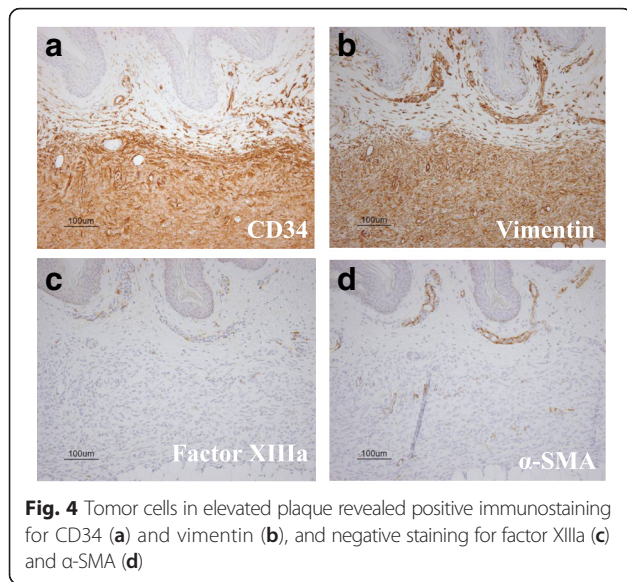 a
b
100um
CD34
100um
Vimentin
c
d
100um
Factor XIIIa
100um
α-SMA
Fig. 4 Tomor cells in elevated plaque revealed positive immunostaining
for CD34 (a) and vimentin (b), and negative staining for factor XIIIa (c)
and α-SMA (d)